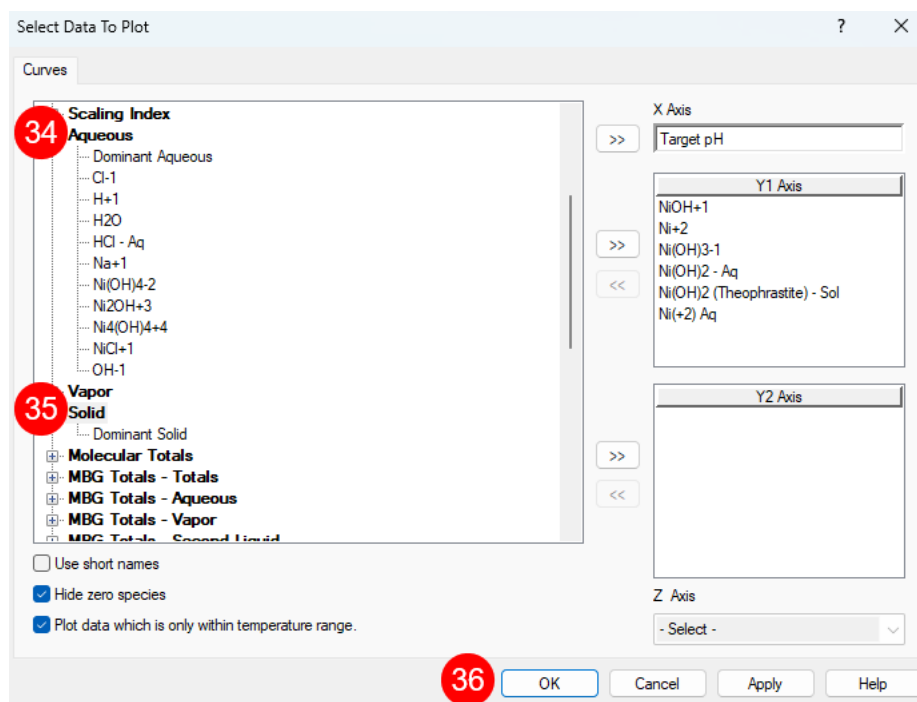 Select Data To Plot
?
Curves
34
Scaling Index
Aqueous
Dominant Aqueous
Cl-1
H+1
H2O
HCl - Aq
Na+1
Ni(OH)4-2
Ni2OH+3
Ni4(OH)4+4
NiCl+1
OH-1
35
Vapor
Solid
Dominant Solid
Molecular Totals
MBG Totals - Totals
MBG Totals - Aqueous
MBG Totals - Vapor
MBG Totals - Second Liquid
Use short names
Hide zero species
Plot data which is only within temperature range.
X Axis
>>
Target pH
Y1 Axis
NiOH+1
Ni+2
>>
Ni(OH)3-1
Ni(OH)2 - Aq
<<
Ni(OH)2 (Theophrastite) - Sol
Ni(+2) Aq
Y2 Axis
>>
<<
Z Axis
- Select -
36
OK
Cancel
Apply
Help